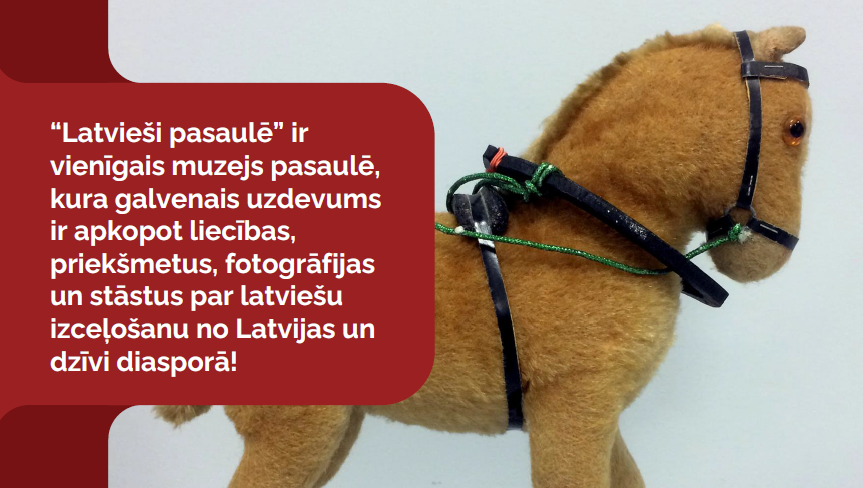 “Latvieši pasaulē” ir
vienīgais muzejs pasaulē,
kura galvenais uzdevums
ir apkopot liecības,
priekšmetus, fotogrāfijas
un stāstus par latviešu
izceļošanu no Latvijas un
dzīvi diasporā!